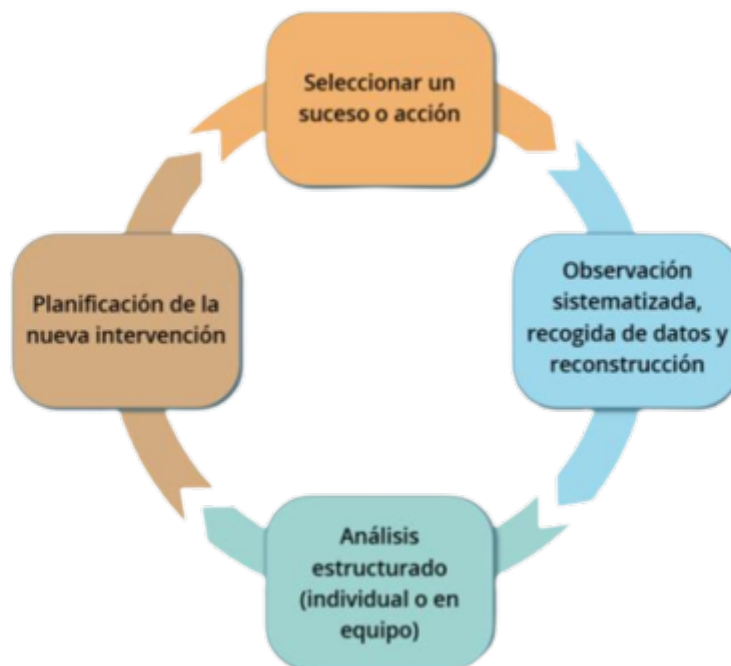 Seleccionar un
suceso o acción
Observación
sistematizada,
recogida de datos y
reconstrucción
Análisis
estructurado
(individual o en
equipo)
Planificación de la
nueva intervención